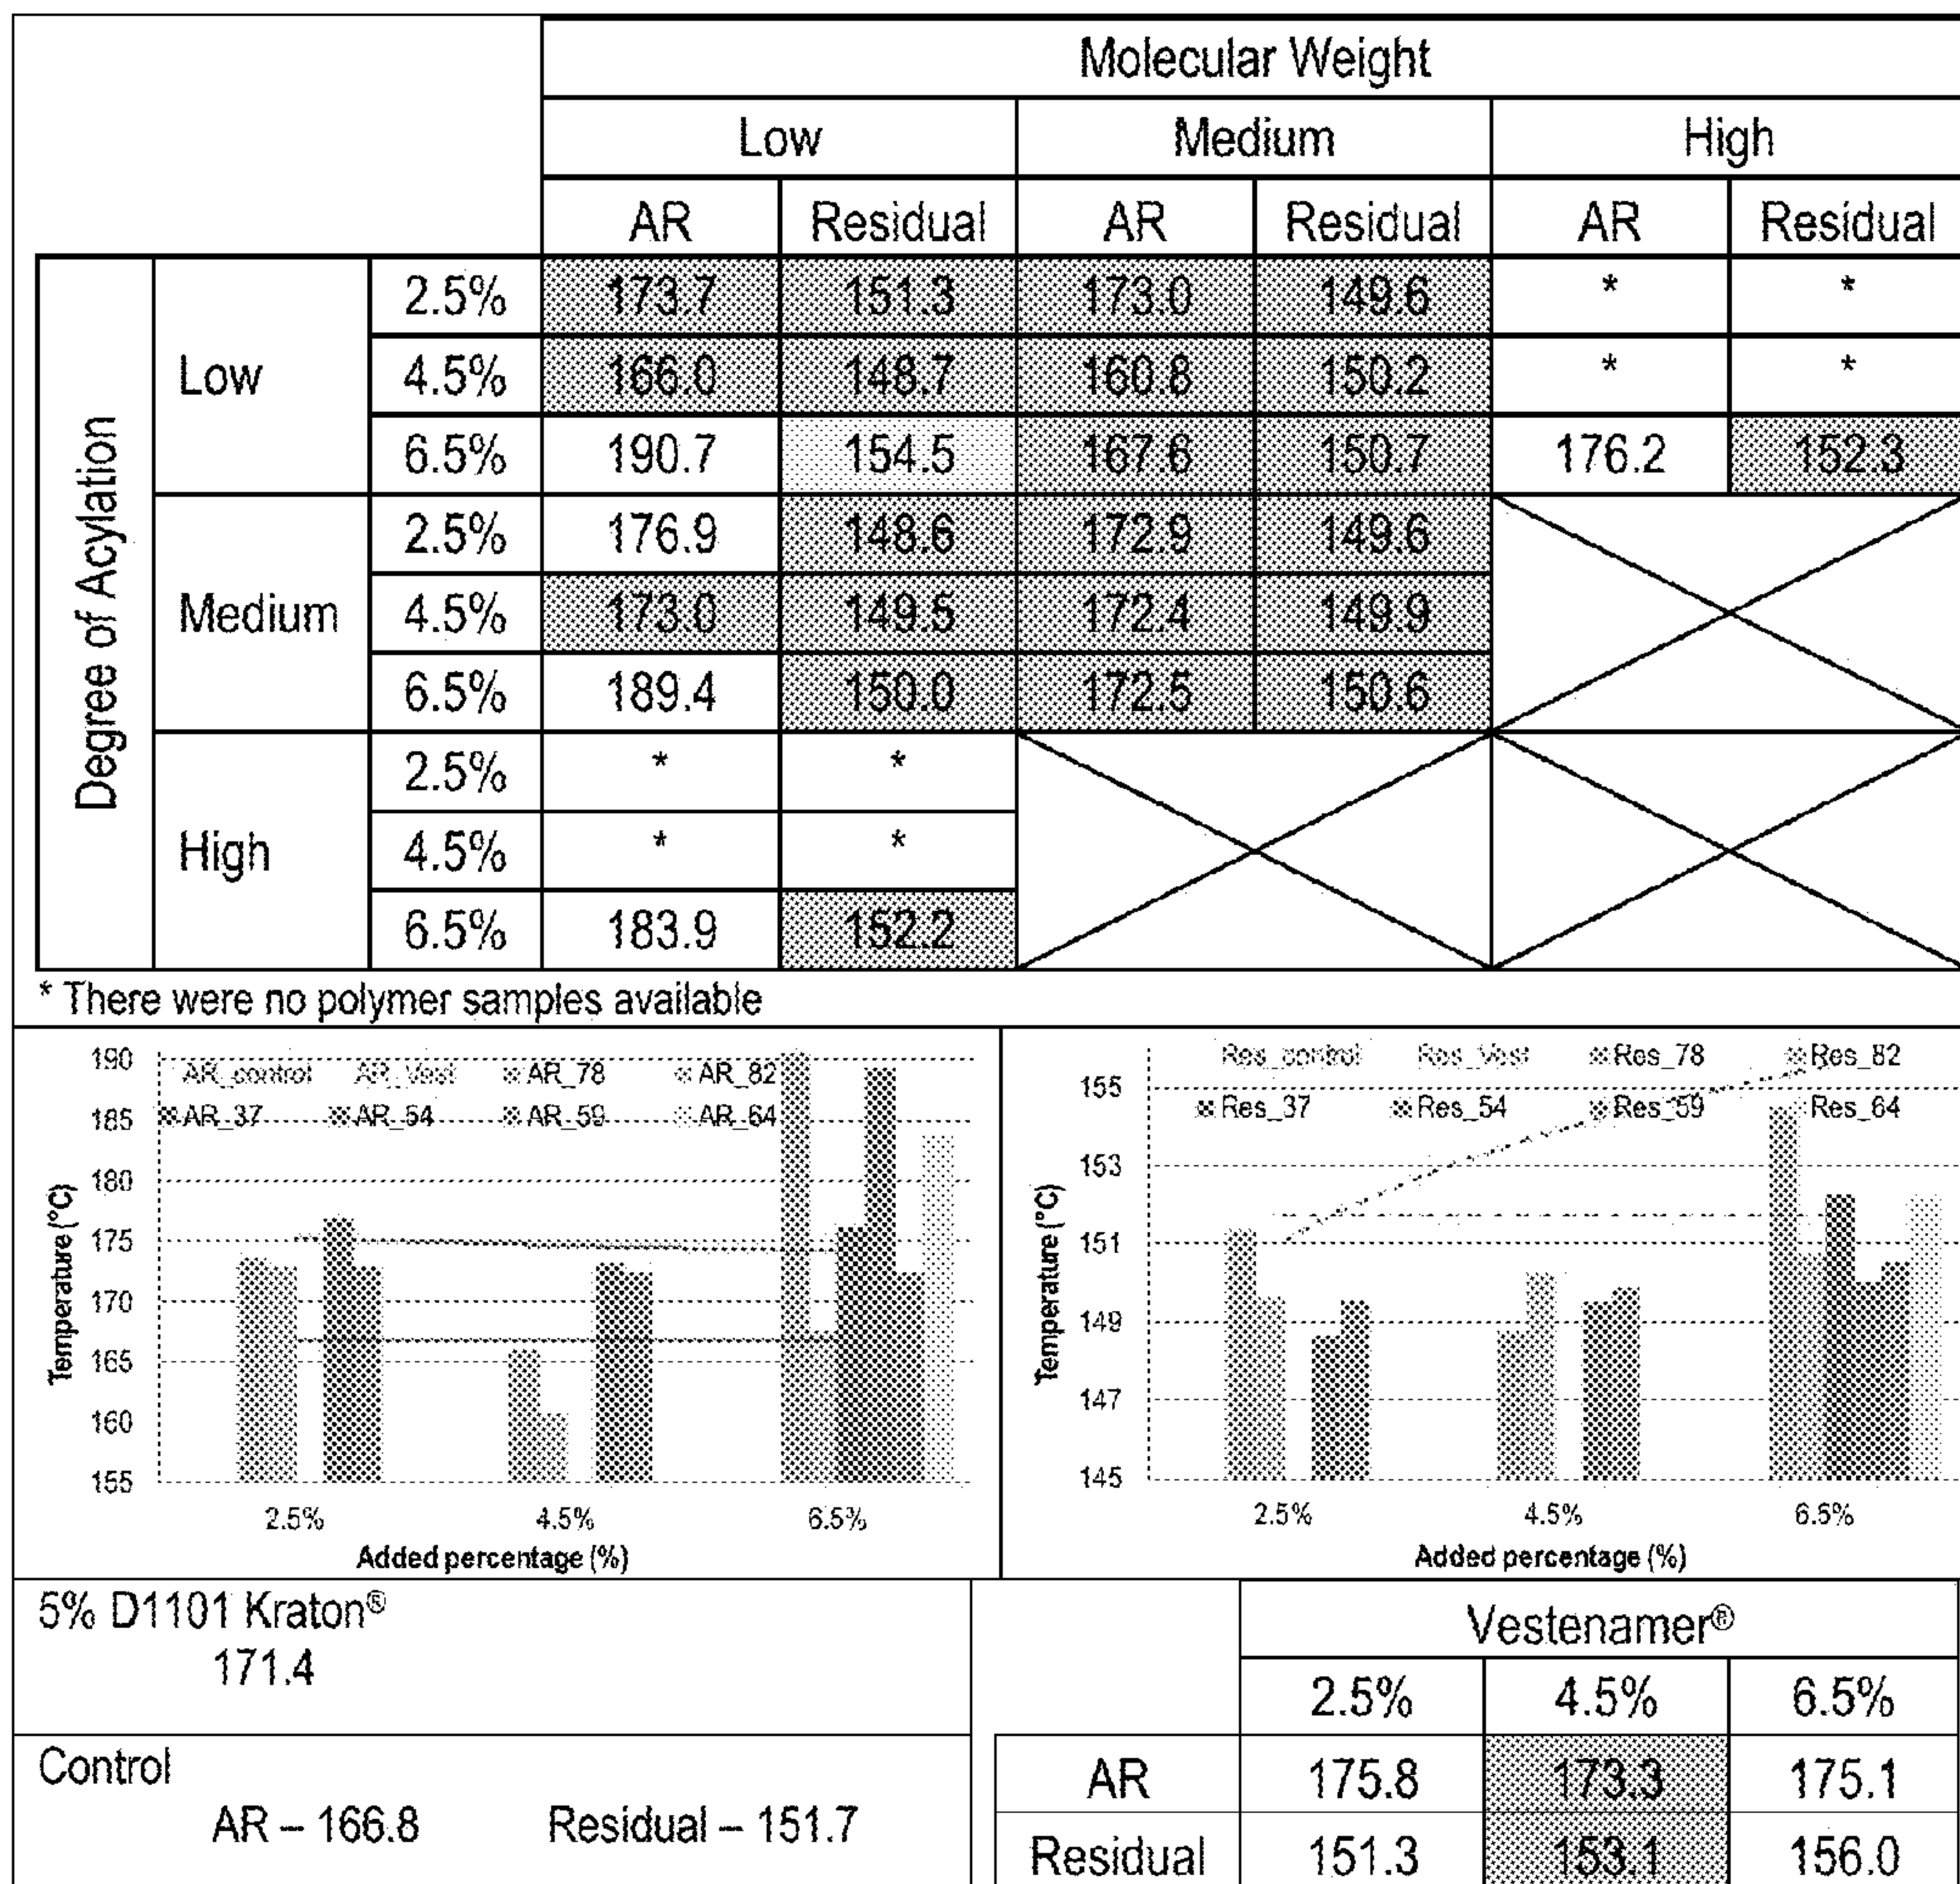 Molecular Weight
Low Medium High
AR Residual AR Residual AR Residual
Degree of Acylation
Low 2.5% 173.7 151.3 173.0 149.6 * *
4.5% 166.0 148.7 160.8 150.2 * *
6.5% 190.7 154.5 167.6 150.7 176.2 152.3
Medium 2.5% 176.9 148.6 172.9 149.6
4.5% 173.0 149.5 172.4 149.9
6.5% 189.4 150.0 172.5 150.6
High 2.5% * *
4.5% * *
6.5% 183.9 152.2
* There were no polymer samples available
AR_control AR_Vest AR_78 AR_82
AR_37 AR_54 AR_59 AR_64
Temperature (°C)
190
185
180
175
170
165
160
155
2.5% 4.5% 6.5%
Added percentage (%)
Res_control Res_Vest Res_78 Res_82
Res_37 Res_54 Res_59 Res_64
Temperature (°C)
155
153
151
149
147
145
2.5% 4.5% 6.5%
Added percentage (%)
5% D1101 Kraton®
171.4
Control
AR – 166.8 Residual – 151.7
Vestenamer®
2.5% 4.5% 6.5%
AR 175.8 173.3 175.1
Residual 151.3 153.1 156.0